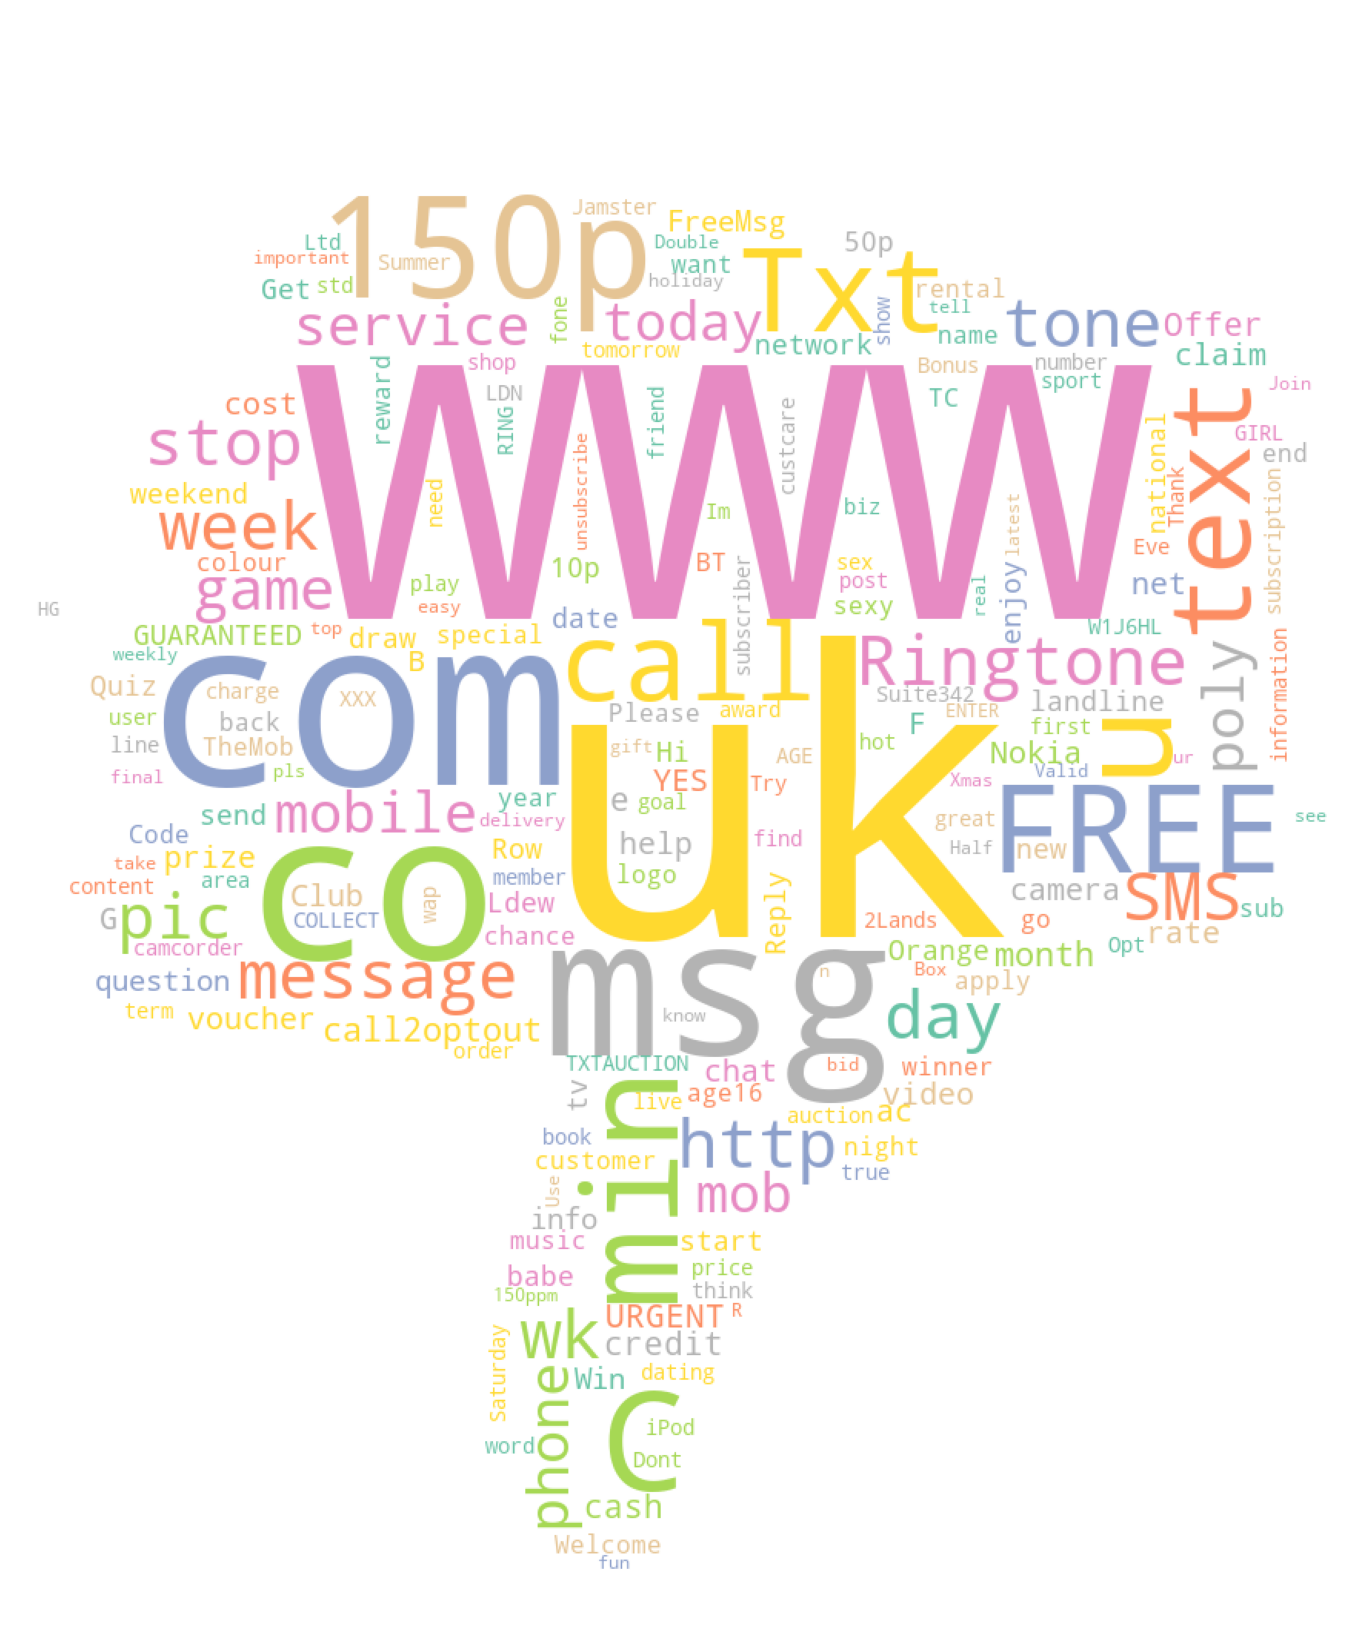 150p
Jamster
FreeMsg
Ltd
Double
50p
important
Summer
want
Txt
Get
std
holiday
rental
service
fone
today
show
tell
tone
Offer
network
name
tomorrow
claim
shop
Bonus
number
reward
www
LDN
friend
TC
sport
Join
cost
RING
custcare
text
stop
GIRL
national
end
unsubscribe
weekend
need
Im
biz
latest
Thank
subscription
week
BT
sex
Eve
colour
10p
play
post
real
enjoy
net
game
easy
sexy
HG
date
subscriber
W1J6HL
GUARANTEED
top
draw
special
call
Ringtone
weekly
B
com
Quiz
charge
XXX
Suite342
landline
poly
information
user
back
Please
award
F
ENTER
first
u
line
TheMob
gift
Hi
AGE
hot
Nokia
ur
final
pls
YES
Try
Xmas
Valid
uk
send
mobile
year
e
goal
FREE
see
delivery
great
Code
help
find
Half
new
take
prize
co
Row
content
area
member
logo
camera
SMS
Club
wap
Ldew
Reply
G
pic
COLLECT
2Lands
go
sub
camcorder
chance
Orange
month
Opt
rate
question
message
msg
n
Box
apply
term
voucher
call2optout
know
day
order
TXTAUCTION
chat
bid
winner
tv
live
age16
video
min
auction
ac
book
http
night
customer
true
Use
mob
info
music
start
babe
price
150ppm
think
URGENT
R
wk
credit
Saturday
Win
dating
phone
C
iPod
word
Dont
cash
Welcome
fun